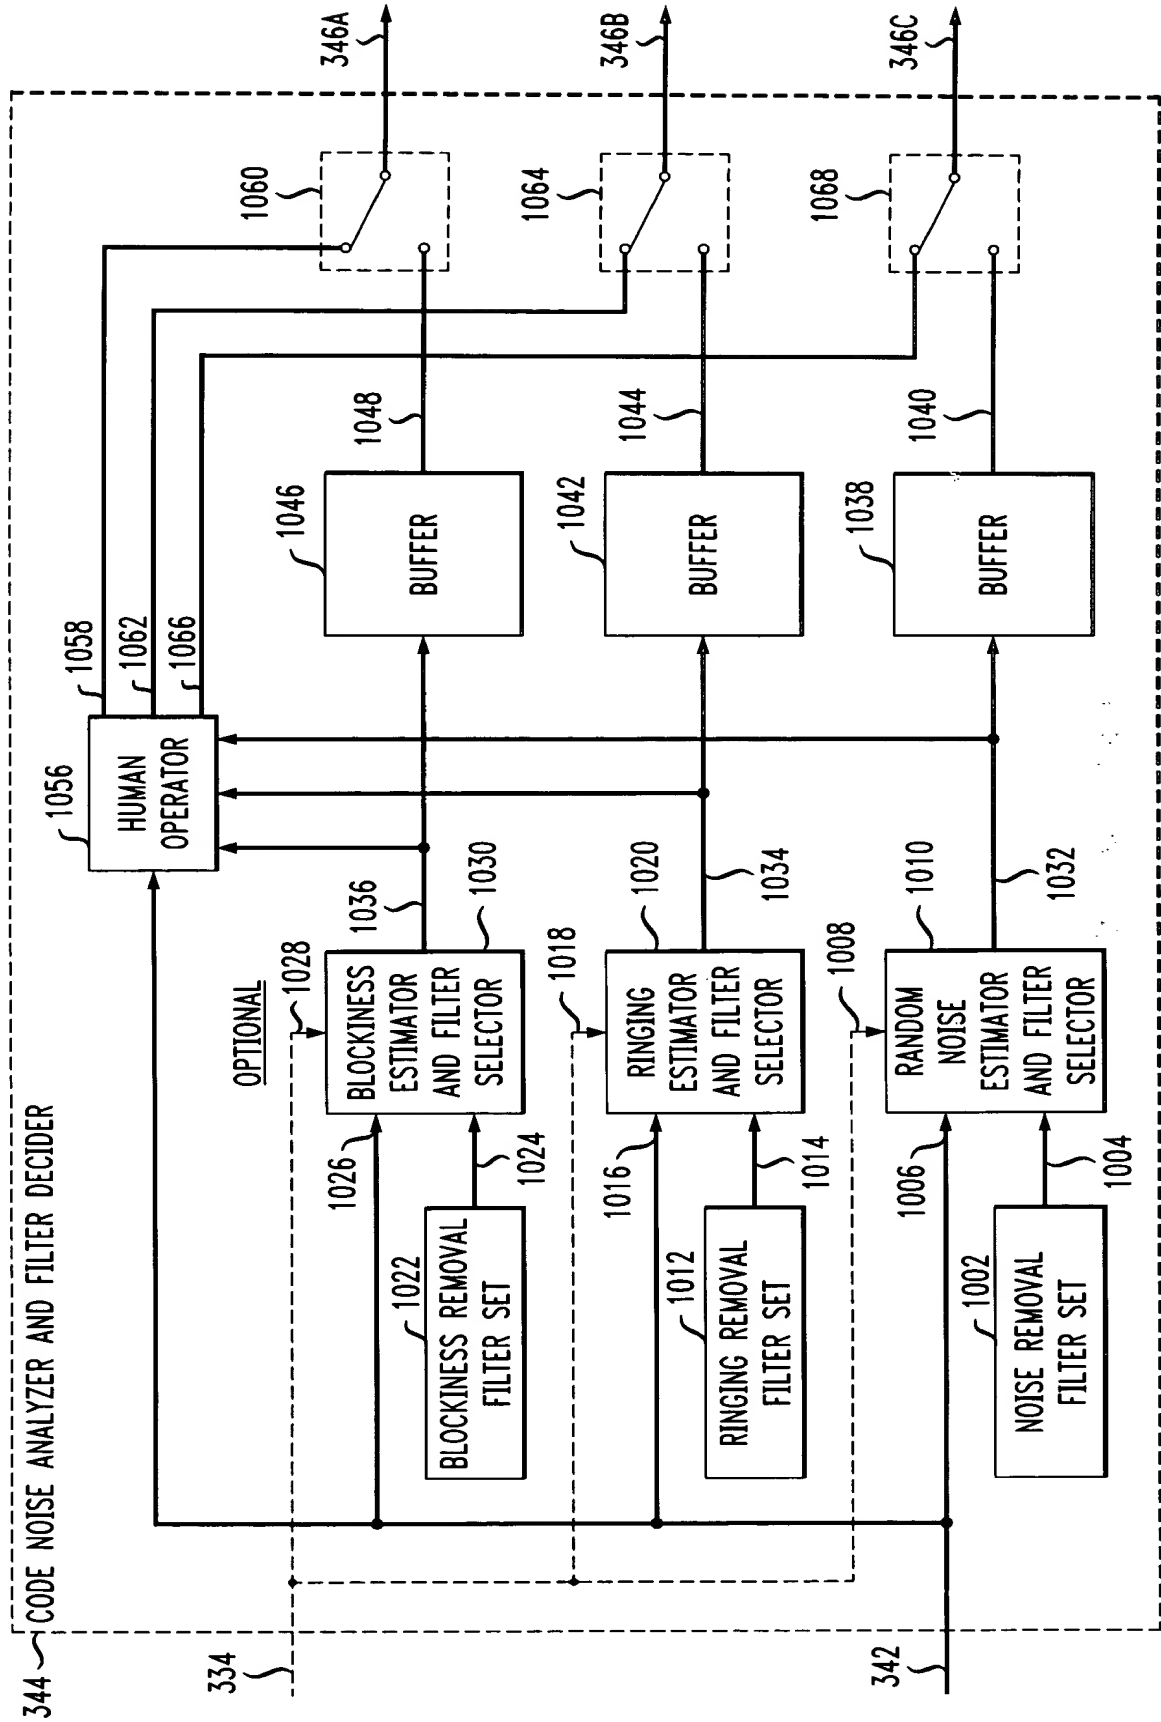 344 CODE NOISE ANALYZER AND FILTER DECIDER
334
342
OPTIONAL
1056
HUMAN
OPERATOR
1058
1062
1066
1028
BLOCKINESS
ESTIMATOR
AND FILTER
SELECTOR
1030
1036
1026
1024
1022
BLOCKINESS REMOVAL
FILTER SET
1046
BUFFER
1048
1060
346A
1018
RINGING
ESTIMATOR
AND FILTER
SELECTOR
1020
1034
1016
1014
1012
RINGING REMOVAL
FILTER SET
1042
BUFFER
1044
1064
346B
1008
RANDOM
NOISE
ESTIMATOR
AND FILTER
SELECTOR
1010
1032
1006
1004
1002
NOISE REMOVAL
FILTER SET
1038
BUFFER
1040
1068
346C